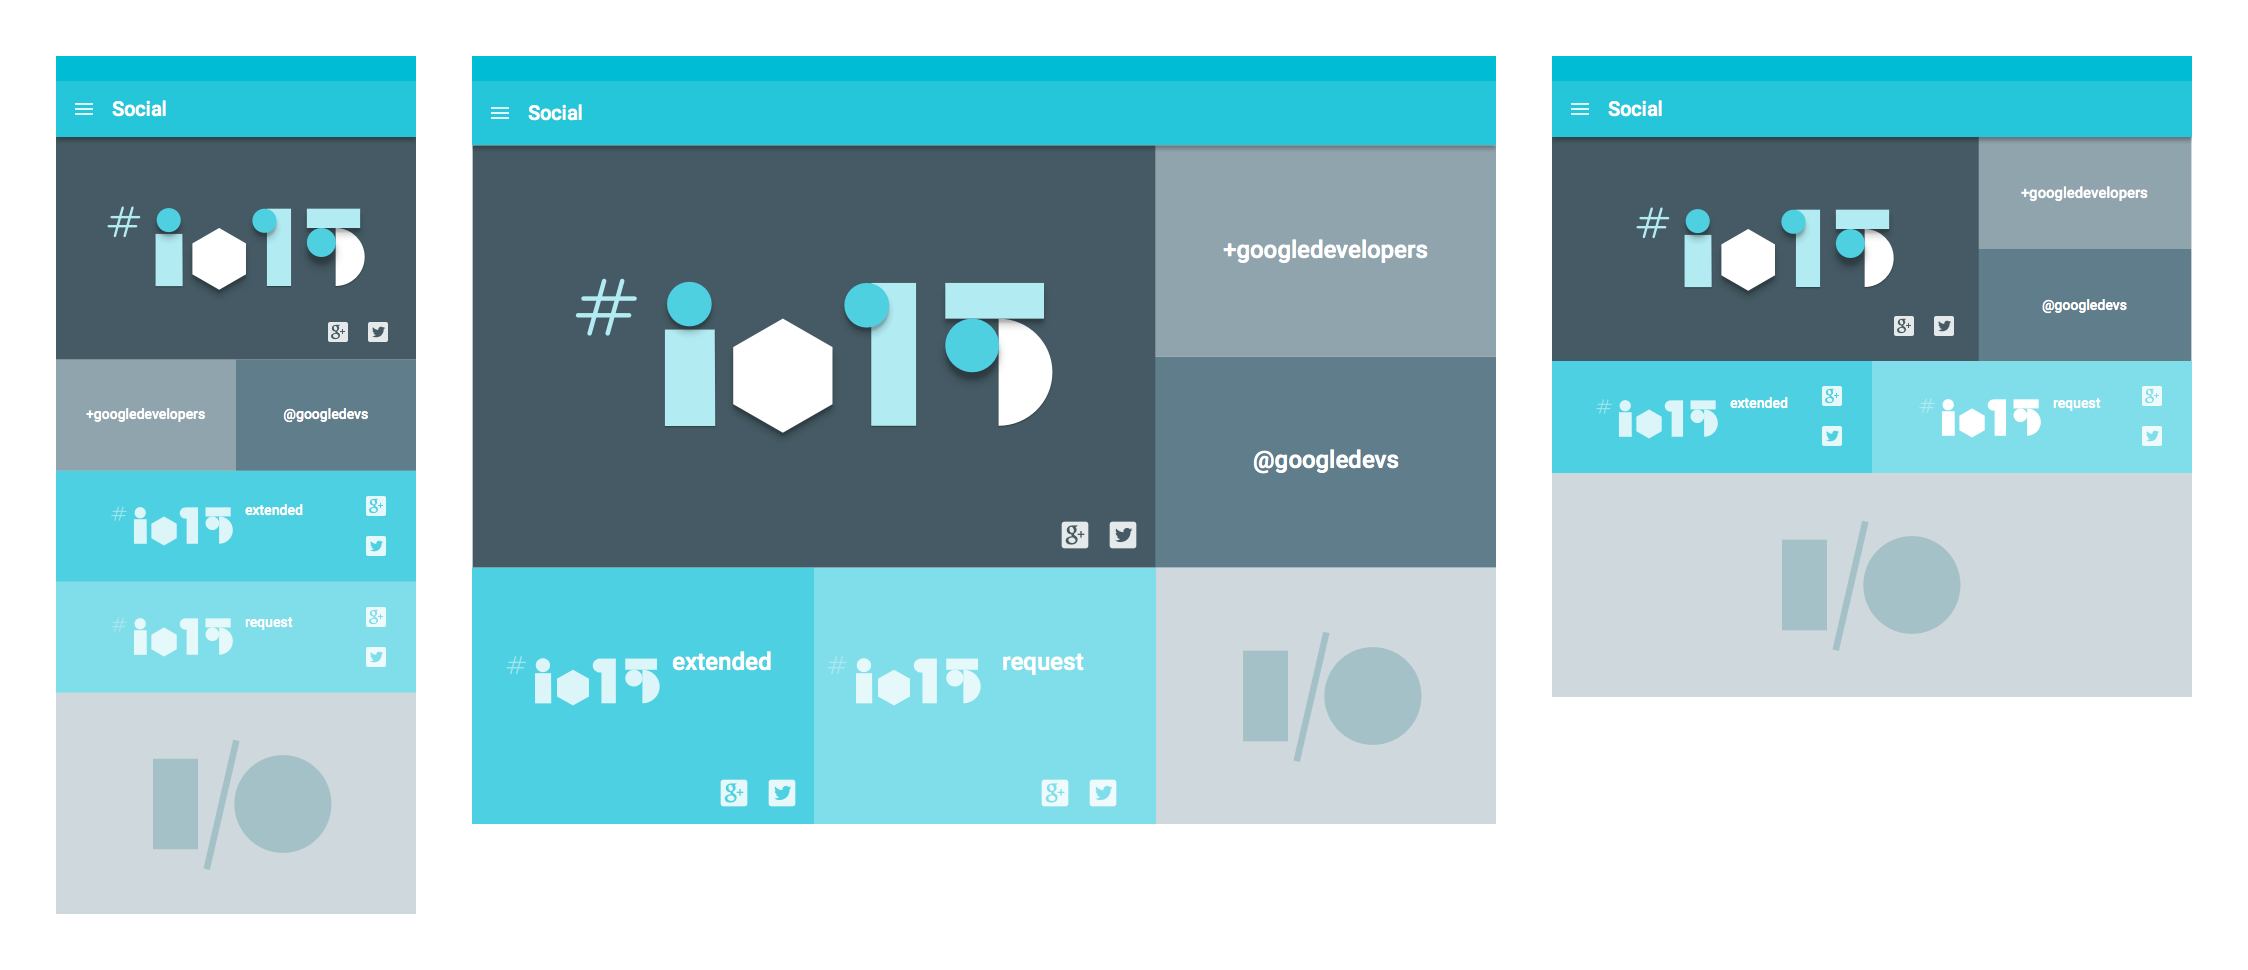 Social
#io15
g+
+googledevelopers
@googledevs
#io15 extended
g+
#io15 request
g+
I/O
Social
#io15
g+
+googledevelopers
@googledevs
#io15 extended
g+
#io15 request
g+
I/O
Social
#io15
g+
+googledevelopers
@googledevs
#io15 extended
g+
#io15 request
g+
I/O